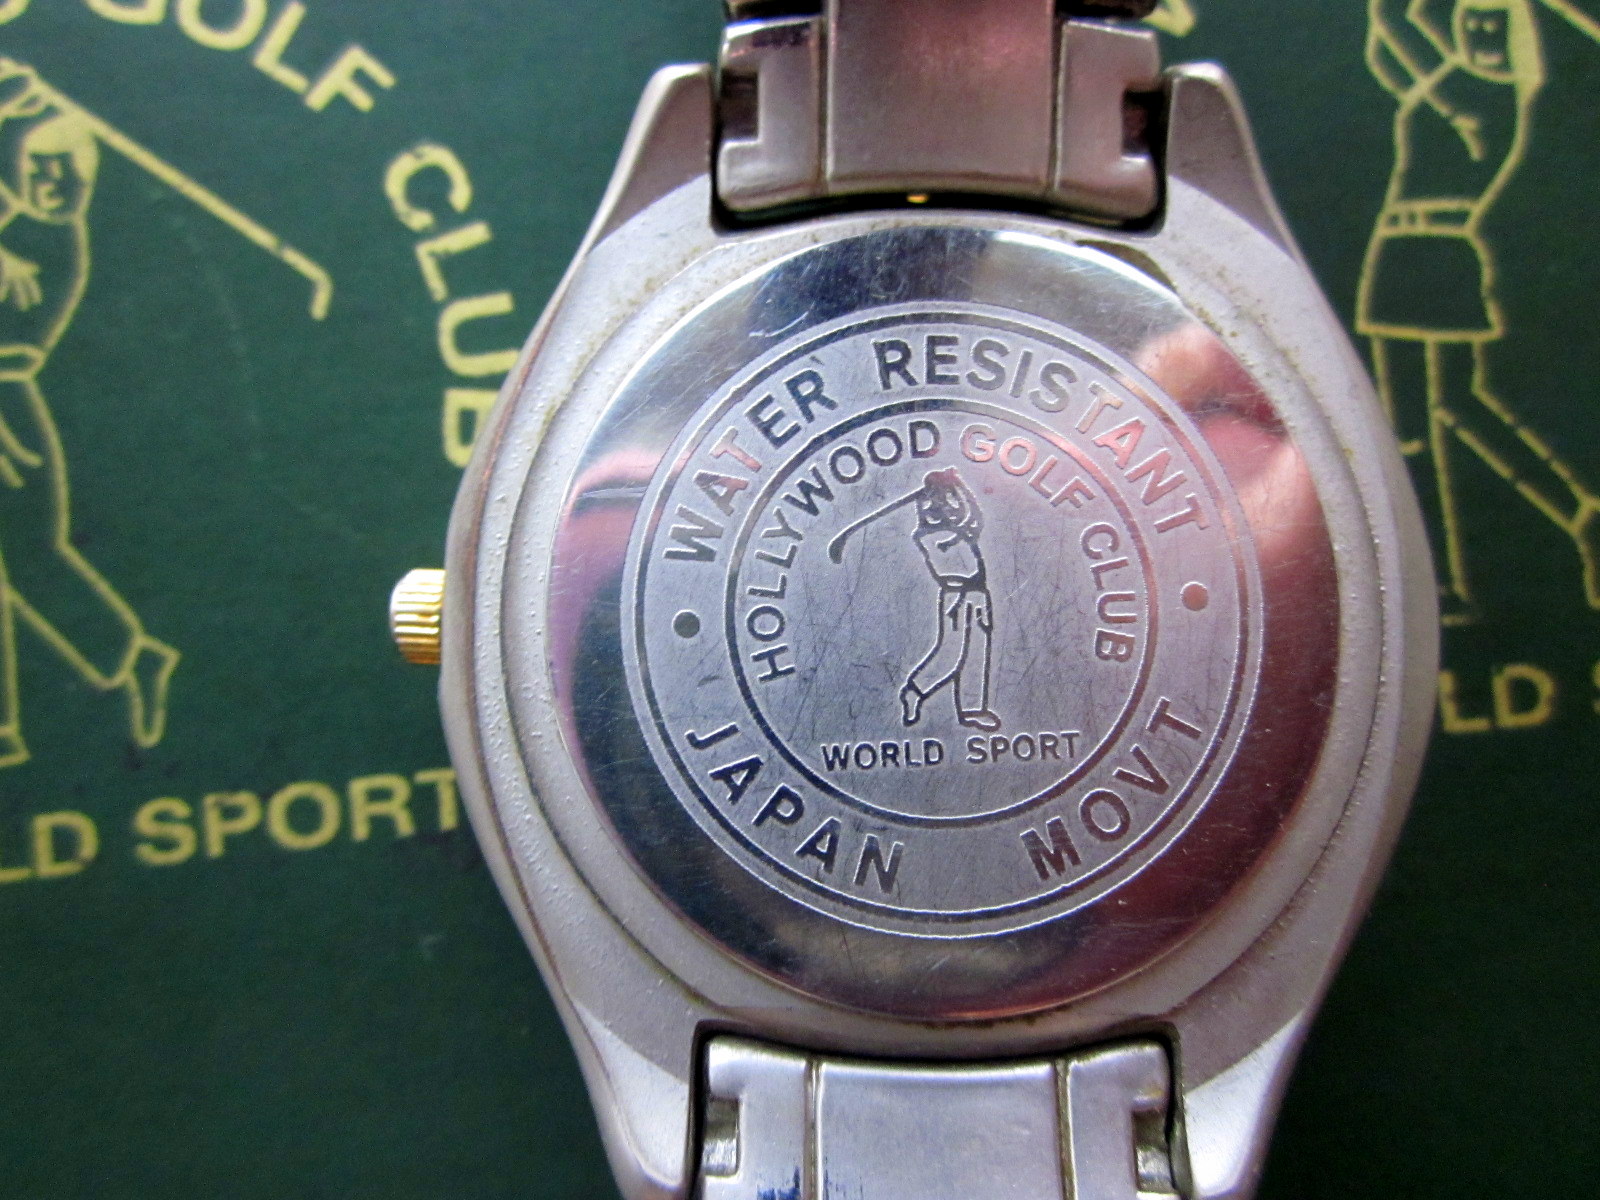 GOLF CLUB
LD SPORT
WATER RESISTANT
HOLLYWOOD GOLF CLUB
WORLD SPORT
JAPAN MOVT
LD